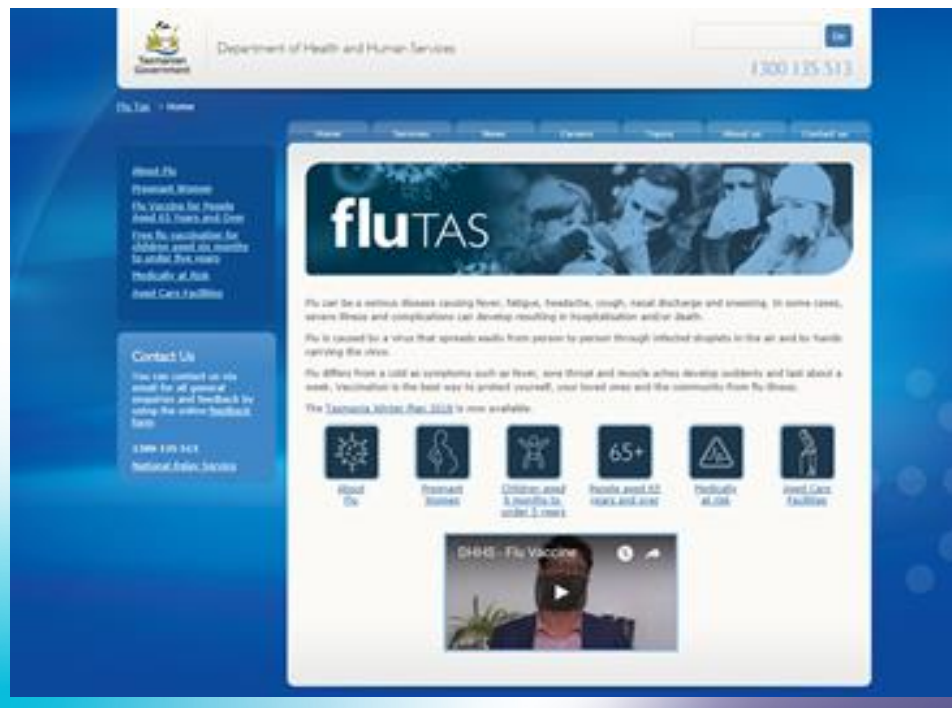 Tasmanian
Government
Department of Health and Human Services
Go
1300 135 513
Flu Tas > Home
Home Services News Careers Topics About us Contact us
About Flu
Pregnant Women
Flu Vaccine for People
Aged 65 Years and Over
Free flu vaccination for
children aged six months
to under five years
Medically at Risk
Aged Care Facilities
Contact Us
You can contact us via
email for all general
enquiries and feedback by
using the online feedback
form.
1300 135 513
National Relay Service
fluTAS
Flu can be a serious disease causing fever, fatigue, headache, cough, nasal discharge and sneezing. In some cases,
severe illness and complications can develop resulting in hospitalisation and/or death.
Flu is caused by a virus that spreads easily from person to person through infected droplets in the air and by hands
carrying the virus.
Flu differs from a cold as symptoms such as fever, sore throat and muscle aches develop suddenly and last about a
week. Vaccination is the best way to protect yourself, your loved ones and the community from flu illness.
The Tasmania Winter Plan 2018 is now available.
65+
About
Flu
Pregnant
Women
Children aged
6 months to
under 5 years
People aged 65
years and over
Medically
at risk
Aged Care
Facilities
DHHS - Flu Vaccine